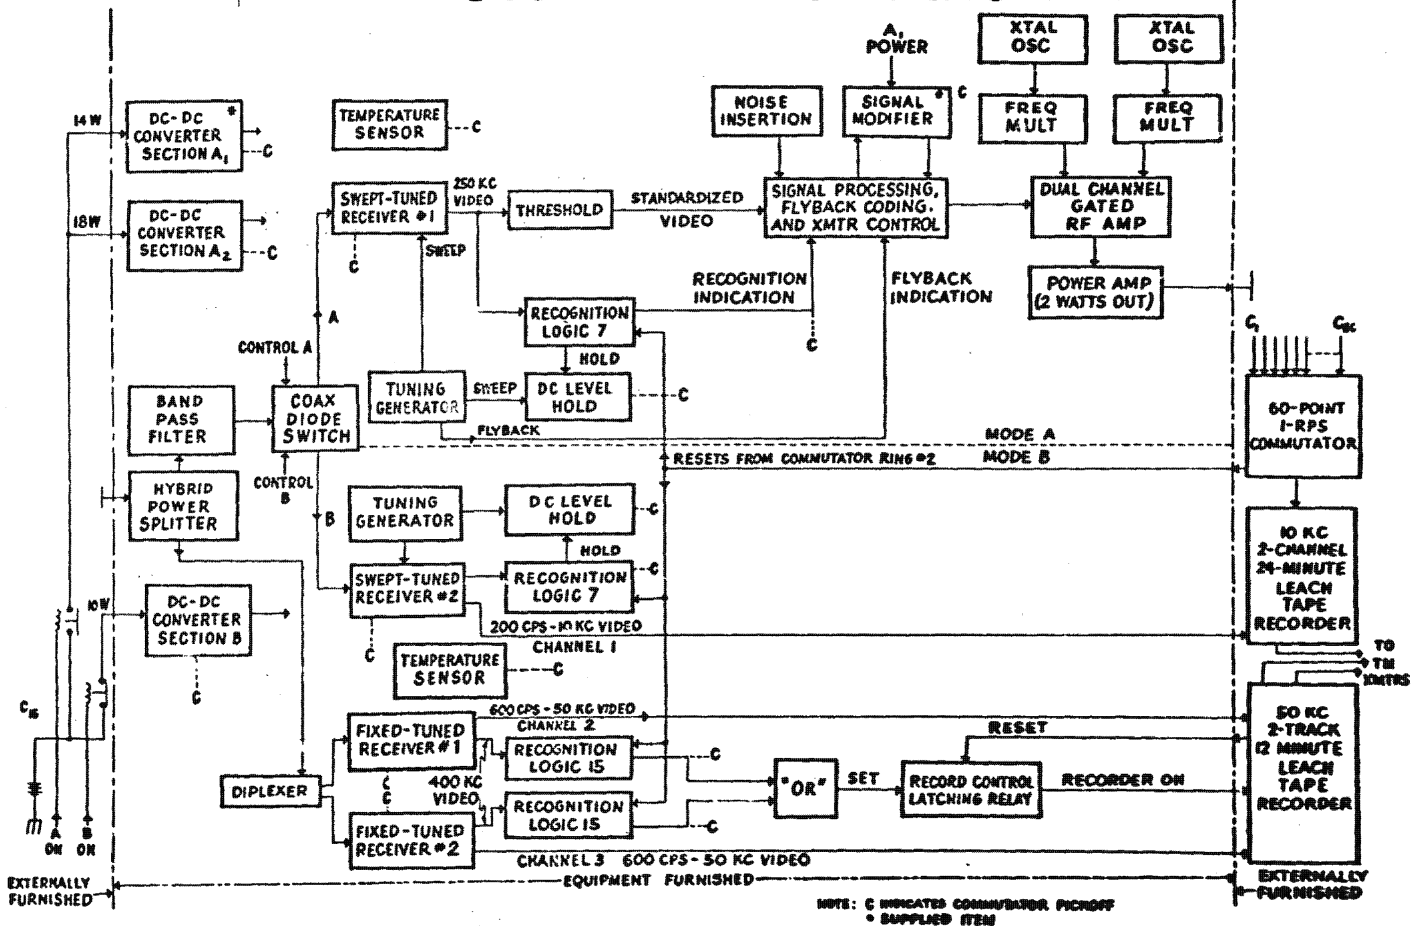 XTAL
OSC
XTAL
OSC
A, POWER
14W
DC-DC *
CONVERTER
SECTION A1
C
TEMPERATURE
SENSOR
C
NOISE
INSERTION
SIGNAL * C
MODIFIER
FREQ
MULT
FREQ
MULT
18W
DC-DC
CONVERTER
SECTION A2
C
SWEPT-TUNED
RECEIVER #1
C
250 KC
VIDEO
THRESHOLD
STANDARDIZED
VIDEO
SIGNAL PROCESSING,
FLYBACK CODING,
AND XMTR CONTROL
DUAL CHANNEL
GATED
RF AMP
SWEEP
RECOGNITION
INDICATION
FLYBACK
INDICATION
POWER AMP
(2 WATTS OUT)
A
RECOGNITION
LOGIC 7
C
C1
CONTROL A
HOLD
TUNING
GENERATOR
SWEEP
DC LEVEL
HOLD
C
BAND
PASS
FILTER
COAX
DIODE
SWITCH
FLYBACK
60-POINT
1-RPS
COMMUTATOR
MODE A
MODE B
RESETS FROM COMMUTATOR RING #2
HYBRID
POWER
SPLITTER
CONTROL
B
B
TUNING
GENERATOR
DC LEVEL
HOLD
C
HOLD
10 KC
2-CHANNEL
24-MINUTE
LEACH
TAPE
RECORDER
SWEPT-TUNED
RECEIVER #2
C
RECOGNITION
LOGIC 7
C
10W
DC-DC
CONVERTER
SECTION B
C
200 CPS-10 KC VIDEO
CHANNEL 1
TEMPERATURE
SENSOR
C
TO
TM
XMTRS
C16
600 CPS-50 KC VIDEO
CHANNEL 2
FIXED-TUNED
RECEIVER #1
C
C
400 KC
VIDEO
RECOGNITION
LOGIC 15
C
RESET
50 KC
2-TRACK
12 MINUTE
LEACH
TAPE
RECORDER
DIPLEXER
RECOGNITION
LOGIC 15
C
"OR"
SET
RECORD CONTROL
LATCHING RELAY
RECORDER ON
FIXED-TUNED
RECEIVER #2
A
ON
B
ON
CHANNEL 3 600 CPS-50 KC VIDEO
EXTERNALLY
FURNISHED
EQUIPMENT FURNISHED
EXTERNALLY
FURNISHED
NOTE: C INDICATES COMMUTATOR PICKOFF
* SUPPLIED ITEM